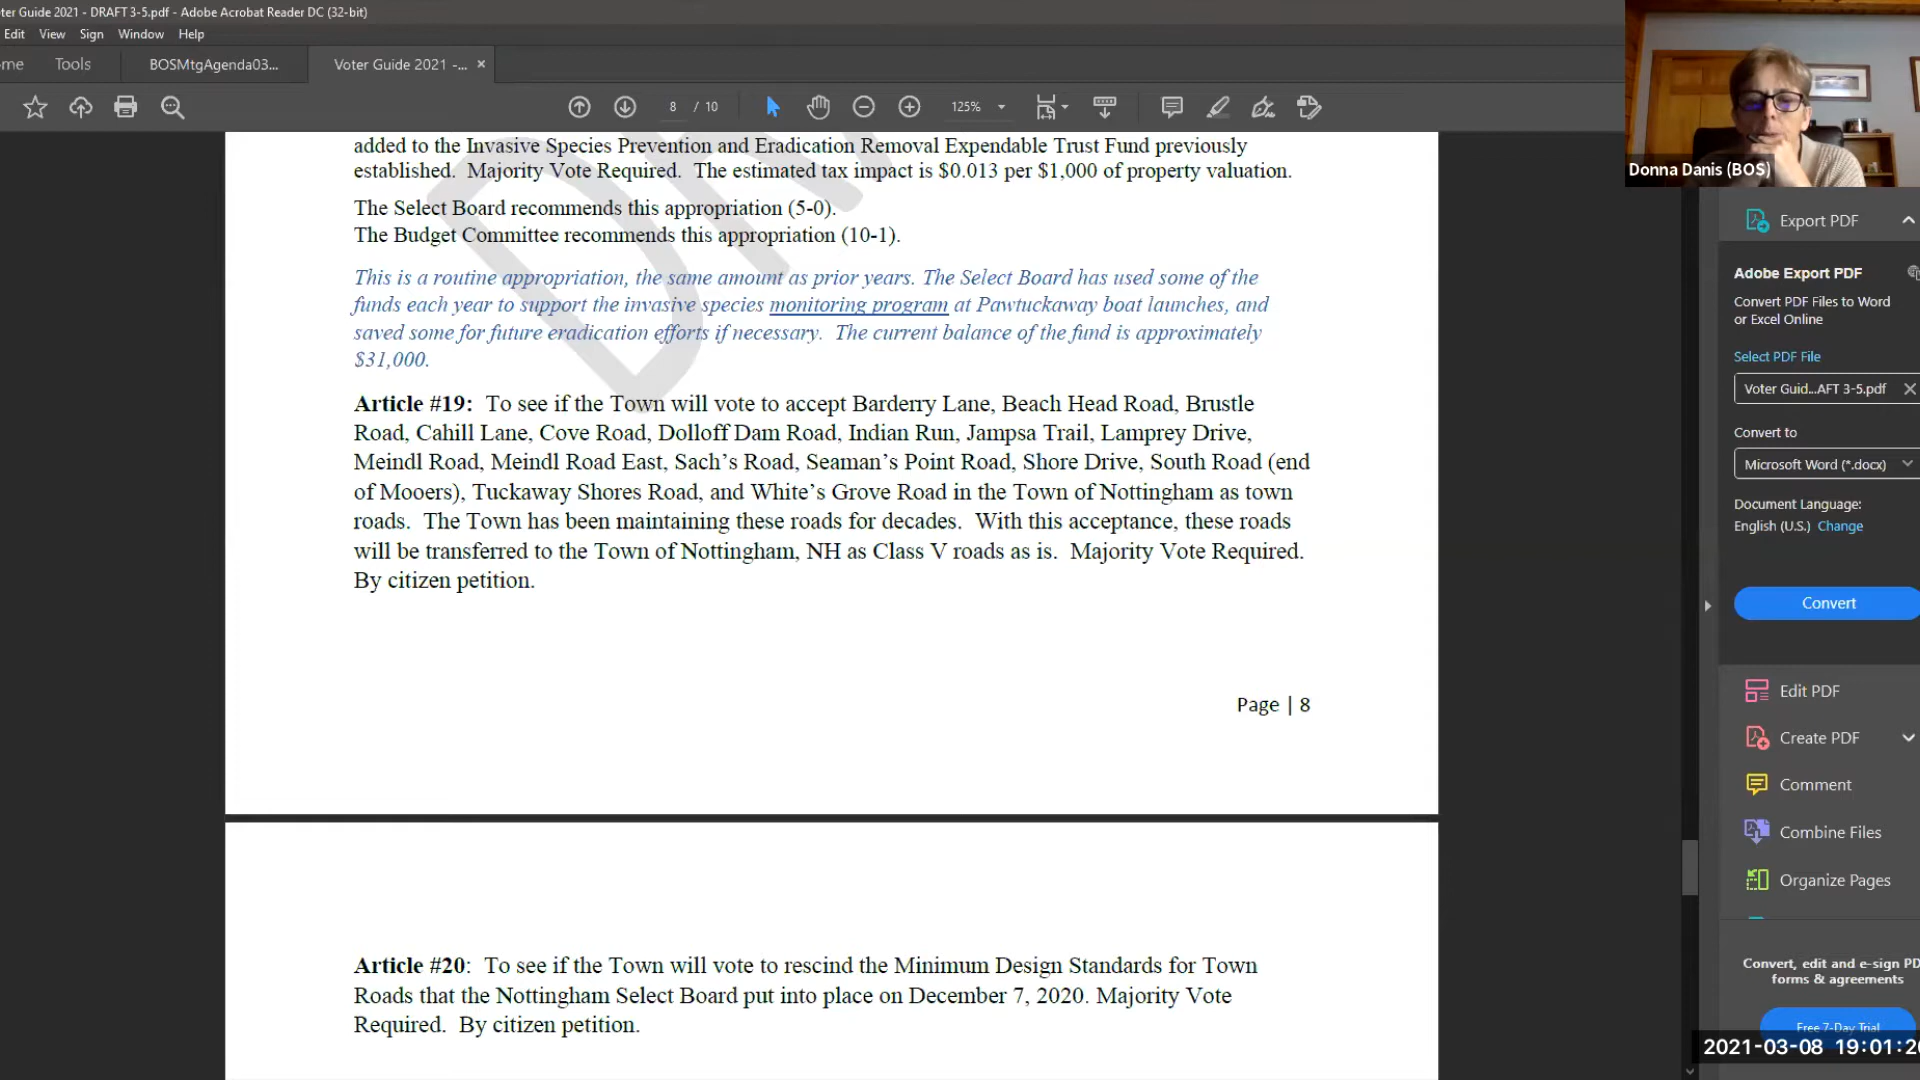 ter Guide 2021 - DRAFT 3-5.pdf - Adobe Acrobat Reader DC (32-bit)
Edit View Sign Window Help
me Tools BOSMtgAgenda03... Voter Guide 2021 -... ×
8 / 10 125%
Donna Danis (BOS)
added to the Invasive Species Prevention and Eradication Removal Expendable Trust Fund previously
established. Majority Vote Required. The estimated tax impact is $0.013 per $1,000 of property valuation.
The Select Board recommends this appropriation (5-0).
The Budget Committee recommends this appropriation (10-1).
This is a routine appropriation, the same amount as prior years. The Select Board has used some of the
funds each year to support the invasive species monitoring program at Pawtuckaway boat launches, and
saved some for future eradication efforts if necessary. The current balance of the fund is approximately
$31,000.
Article #19: To see if the Town will vote to accept Barderry Lane, Beach Head Road, Brustle
Road, Cahill Lane, Cove Road, Dolloff Dam Road, Indian Run, Jampsa Trail, Lamprey Drive,
Meindl Road, Meindl Road East, Sach's Road, Seaman's Point Road, Shore Drive, South Road (end
of Mooers), Tuckaway Shores Road, and White's Grove Road in the Town of Nottingham as town
roads. The Town has been maintaining these roads for decades. With this acceptance, these roads
will be transferred to the Town of Nottingham, NH as Class V roads as is. Majority Vote Required.
By citizen petition.
Page | 8
Article #20: To see if the Town will vote to rescind the Minimum Design Standards for Town
Roads that the Nottingham Select Board put into place on December 7, 2020. Majority Vote
Required. By citizen petition.
Export PDF
Adobe Export PDF
Convert PDF Files to Word
or Excel Online
Select PDF File
Voter Guid...AFT 3-5.pdf
Convert to
Microsoft Word (*.docx)
Document Language:
English (U.S.) Change
Convert
Edit PDF
Create PDF
Comment
Combine Files
Organize Pages
Convert, edit and e-sign PD
forms & agreements
Free 7-Day Trial
2021-03-08 19:01:20